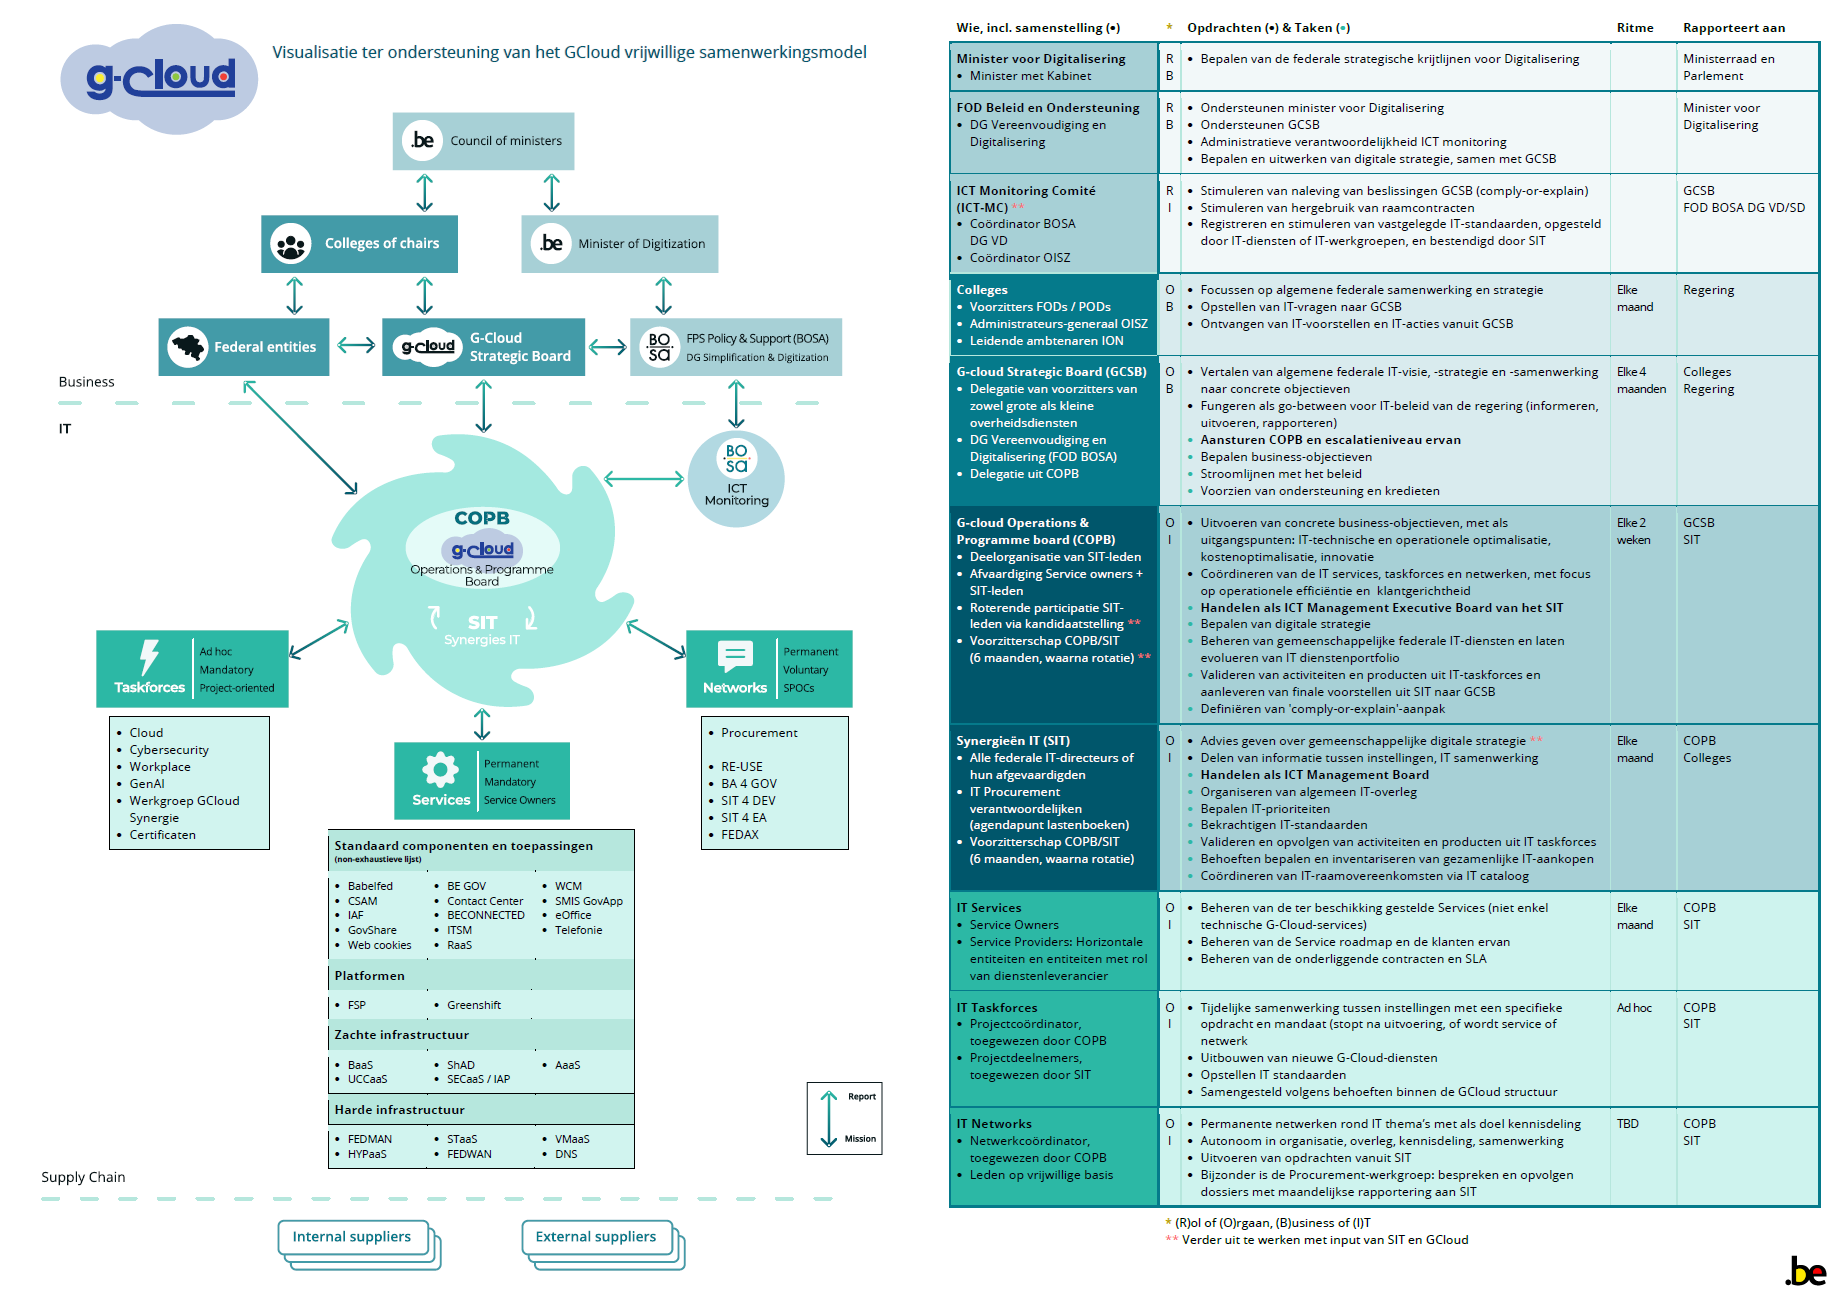 g-cloud
Visualisatie ter ondersteuning van het GCloud vrijwillige samenwerkingsmodel
.be
Council of ministers
Colleges of chairs
.be
Minister of Digitization
Federal entities
g-cloud
G-Cloud
Strategic Board
BOSa
FPS Policy & Support (BOSA)
DG Simplification & Digitization
Business
IT
BOSa
ICT
Monitoring
COPB
g-cloud
Operations & Programme
Board
SIT
Synergies IT
Taskforces
Ad hoc
Mandatory
Project-oriented
• Cloud
• Cybersecurity
• Workplace
• GenAI
• Werkgroep GCloud
Synergie
• Certificaten
Networks
Permanent
Voluntary
SPOCs
• Procurement
• RE-USE
• BA 4 GOV
• SIT 4 DEV
• SIT 4 EA
• FEDAX
Services
Permanent
Mandatory
Service Owners
Standaard componenten en toepassingen
(non-exhaustieve lijst)
• Babelfed • BE GOV • WCM
• CSAM • Contact Center • SMIS GovApp
• IAF • BECONNECTED • eOffice
• GovShare • ITSM • Telefonie
• Web cookies • RaaS
Platformen
• FSP • Greenshift
Zachte infrastructuur
• BaaS • ShAD • AaaS
• UCCaaS • SECaaS / IAP
Harde infrastructuur
• FEDMAN • STaaS • VMaaS
• HYPaaS • FEDWAN • DNS
Report
Mission
Supply Chain
Internal suppliers
External suppliers
Wie, incl. samenstelling (•) * Opdrachten (•) & Taken (•) Ritme Rapporteert aan
Minister voor Digitalisering
• Minister met Kabinet
R
B
• Bepalen van de federale strategische krijtlijnen voor Digitalisering
Ministerraad en
Parlement
FOD Beleid en Ondersteuning
• DG Vereenvoudiging en
Digitalisering
R
B
• Ondersteunen minister voor Digitalisering
• Ondersteunen GCSB
• Administratieve verantwoordelijkheid ICT monitoring
• Bepalen en uitwerken van digitale strategie, samen met GCSB
Minister voor
Digitalisering
ICT Monitoring Comité
(ICT-MC) **
• Coördinator BOSA
DG VD
• Coördinator OISZ
R
I
• Stimuleren van naleving van beslissingen GCSB (comply-or-explain)
• Stimuleren van hergebruik van raamcontracten
• Registreren en stimuleren van vastgelegde IT-standaarden, opgesteld
door IT-diensten of IT-werkgroepen, en bestendigd door SIT
GCSB
FOD BOSA DG VD/SD
Colleges
• Voorzitters FODs / PODs
• Administrateurs-generaal OISZ
• Leidende ambtenaren ION
O
B
• Focussen op algemene federale samenwerking en strategie
• Opstellen van IT-vragen naar GCSB
• Ontvangen van IT-voorstellen en IT-acties vanuit GCSB
Elke
maand
Regering
G-cloud Strategic Board (GCSB)
• Delegatie van voorzitters van
zowel grote als kleine
overheidsdiensten
• DG Vereenvoudiging en
Digitalisering (FOD BOSA)
• Delegatie uit COPB
O
B
• Vertalen van algemene federale IT-visie, -strategie en -samenwerking
naar concrete objectieven
• Fungeren als go-between voor IT-beleid van de regering (informeren,
uitvoeren, rapporteren)
• Aansturen COPB en escalatieniveau ervan
• Bepalen business-objectieven
• Stroomlijnen met het beleid
• Voorzien van ondersteuning en kredieten
Elke 4
maanden
Colleges
Regering
G-cloud Operations &
Programme board (COPB)
• Deelorganisatie van SIT-leden
• Afvaardiging Service owners +
SIT-leden
• Roterende participatie SIT-
leden via kandidaatstelling **
• Voorzitterschap COPB/SIT
(6 maanden, waarna rotatie) **
O
I
• Uitvoeren van concrete business-objectieven, met als
uitgangspunten: IT-technische en operationele optimalisatie,
kostenoptimalisatie, innovatie
• Coördineren van de IT services, taskforces en netwerken, met focus
op operationele efficiëntie en klantgerichtheid
• Handelen als ICT Management Executive Board van het SIT
• Bepalen van digitale strategie
• Beheren van gemeenschappelijke federale IT-diensten en laten
evolueren van IT dienstenportfolio
• Valideren van activiteiten en producten uit IT-taskforces en
aanleveren van finale voorstellen uit SIT naar GCSB
• Definiëren van 'comply-or-explain'-aanpak
Elke 2
weken
GCSB
SIT
Synergieën IT (SIT)
• Alle federale IT-directeurs of
hun afgevaardigden
• IT Procurement
verantwoordelijken
(agendapunt lastenboeken)
• Voorzitterschap COPB/SIT
(6 maanden, waarna rotatie)
O
I
• Advies geven over gemeenschappelijke digitale strategie **
• Delen van informatie tussen instellingen, IT samenwerking
• Handelen als ICT Management Board
• Organiseren van algemeen IT-overleg
• Bepalen IT-prioriteiten
• Bekrachtigen IT-standaarden
• Valideren en opvolgen van activiteiten en producten uit IT taskforces
• Behoeften bepalen en inventariseren van gezamenlijke IT-aankopen
• Coördineren van IT-raamovereenkomsten via IT cataloog
Elke
maand
COPB
Colleges
IT Services
• Service Owners
• Service Providers: Horizontale
entiteiten en entiteiten met rol
van dienstenleverancier
O
I
• Beheren van de ter beschikking gestelde Services (niet enkel
technische G-Cloud-services)
• Beheren van de Service roadmap en de klanten ervan
• Beheren van de onderliggende contracten en SLA
Elke
maand
COPB
SIT
IT Taskforces
• Projectcoördinator,
toegewezen door COPB
• Projectdeelnemers,
toegewezen door SIT
O
I
• Tijdelijke samenwerking tussen instellingen met een specifieke
opdracht en mandaat (stopt na uitvoering, of wordt service of
netwerk
• Uitbouwen van nieuwe G-Cloud-diensten
• Opstellen IT standaarden
• Samengesteld volgens behoeften binnen de GCloud structuur
Ad hoc
COPB
SIT
IT Networks
• Netwerkcoördinator,
toegewezen door COPB
• Leden op vrijwillige basis
O
I
• Permanente netwerken rond IT thema's met als doel kennisdeling
• Autonoom in organisatie, overleg, kennisdeling, samenwerking
• Uitvoeren van opdrachten vanuit SIT
• Bijzonder is de Procurement-werkgroep: bespreken en opvolgen
dossiers met maandelijkse rapportering aan SIT
TBD
COPB
SIT
* (R)ol of (O)rgaan, (B)usiness of (I)T
** Verder uit te werken met input van SIT en GCloud
.be